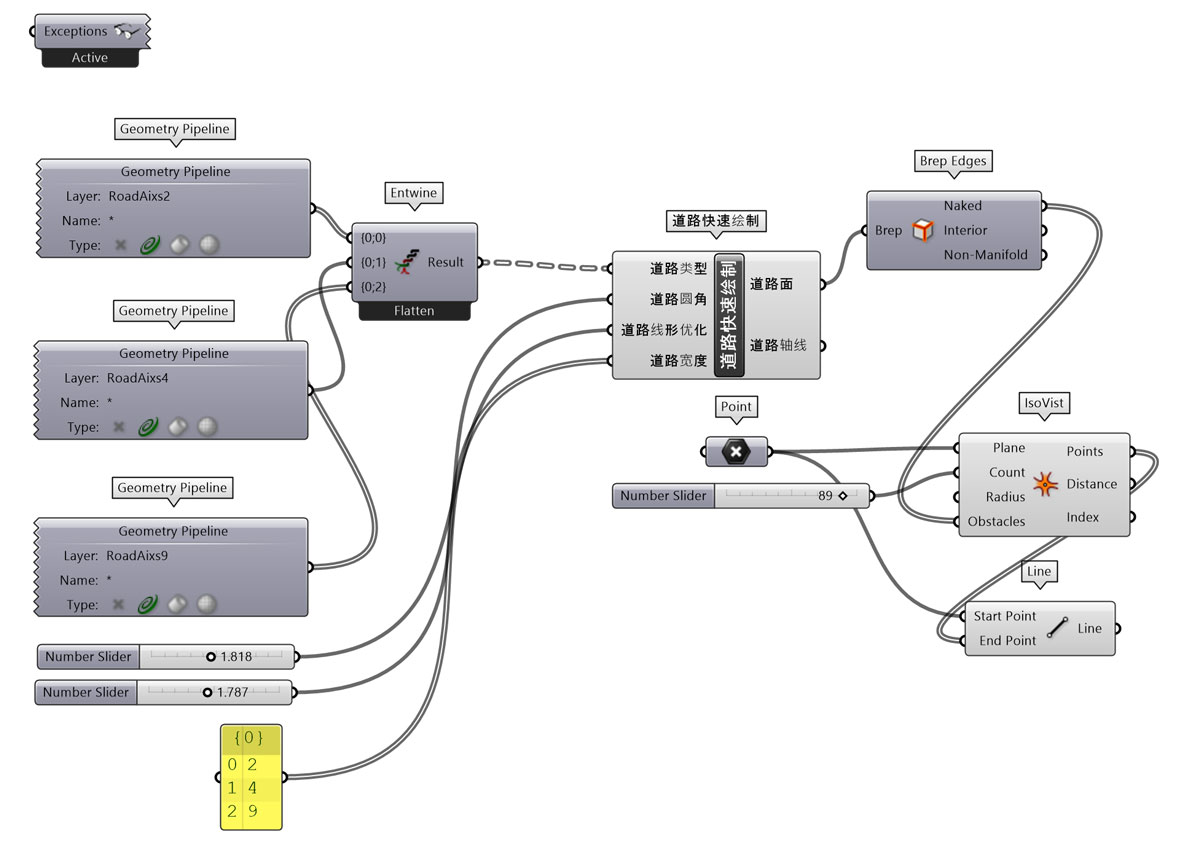 Exceptions
Active
Geometry Pipeline
Geometry Pipeline
Layer: RoadAixs2
Name: *
Type:
Entwine
{0;0}
{0;1}
{0;2}
Result
Flatten
Geometry Pipeline
Geometry Pipeline
Layer: RoadAixs4
Name: *
Type:
Geometry Pipeline
Geometry Pipeline
Layer: RoadAixs9
Name: *
Type:
Number Slider 1.818
Number Slider 1.787
{0}
0 2
1 4
2 9
道路快速绘制
道路类型
道路圆角
道路线形优化
道路宽度
道路快速绘制
道路面
道路轴线
Brep Edges
Brep
Naked
Interior
Non-Manifold
Point
Number Slider 89
IsoVist
Plane
Count
Radius
Obstacles
Points
Distance
Index
Line
Start Point
End Point
Line